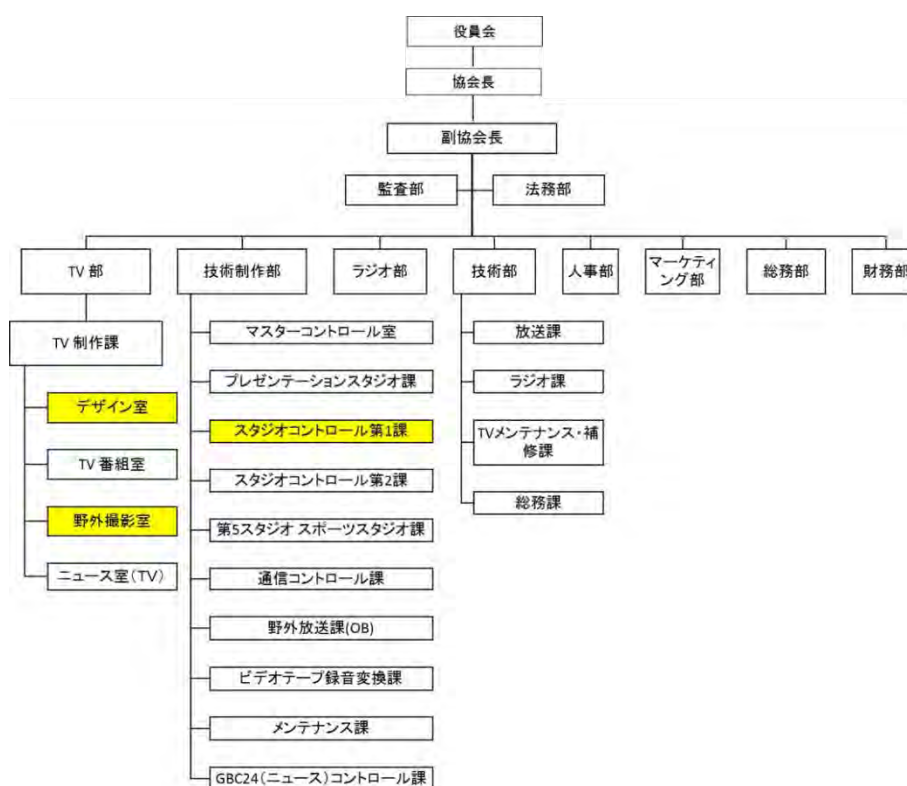 役員会
協会長
副協会長
監査部
法務部
TV 部
技術制作部
ラジオ部
技術部
人事部
マーケティ
ング部
総務部
財務部
TV 制作課
デザイン室
TV 番組室
野外撮影室
ニュース室(TV)
マスターコントロール室
プレゼンテーションスタジオ課
スタジオコントロール第1課
スタジオコントロール第2課
第5スタジオ スポーツスタジオ課
通信コントロール課
野外放送課(OB)
ビデオテープ録音変換課
メンテナンス課
GBC24(ニュース)コントロール課
放送課
ラジオ課
TVメンテナンス・補
修課
総務課